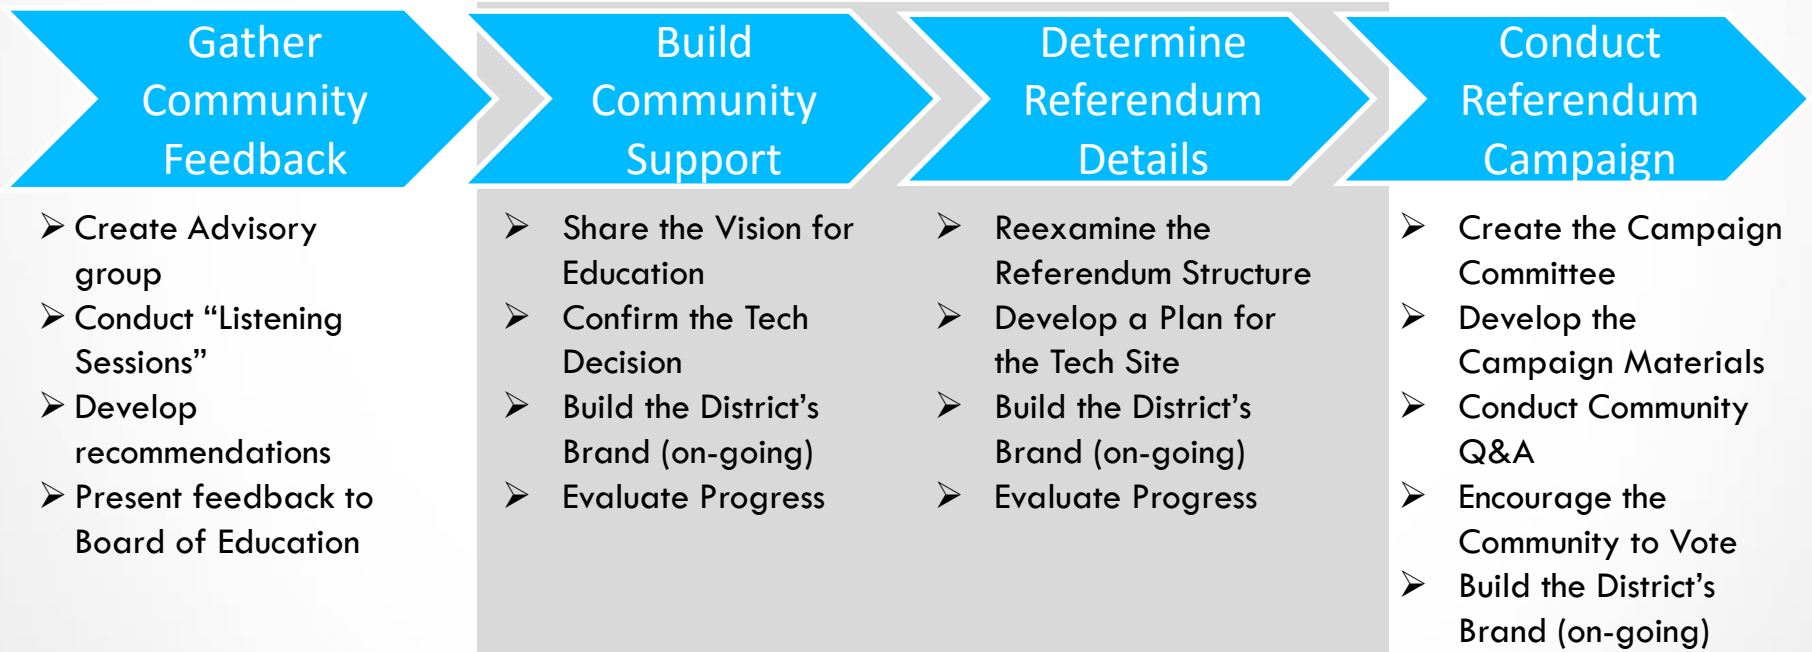 Gather
Community
Feedback
Build
Community
Support
Determine
Referendum
Details
Conduct
Referendum
Campaign
➢ Create Advisory
group
➢ Conduct “Listening
Sessions”
➢ Develop
recommendations
➢ Present feedback to
Board of Education
➢ Share the Vision for
Education
➢ Confirm the Tech
Decision
➢ Build the District’s
Brand (on-going)
➢ Evaluate Progress
➢ Reexamine the
Referendum Structure
➢ Develop a Plan for
the Tech Site
➢ Build the District’s
Brand (on-going)
➢ Evaluate Progress
➢ Create the Campaign
Committee
➢ Develop the
Campaign Materials
➢ Conduct Community
Q&A
➢ Encourage the
Community to Vote
➢ Build the District’s
Brand (on-going)